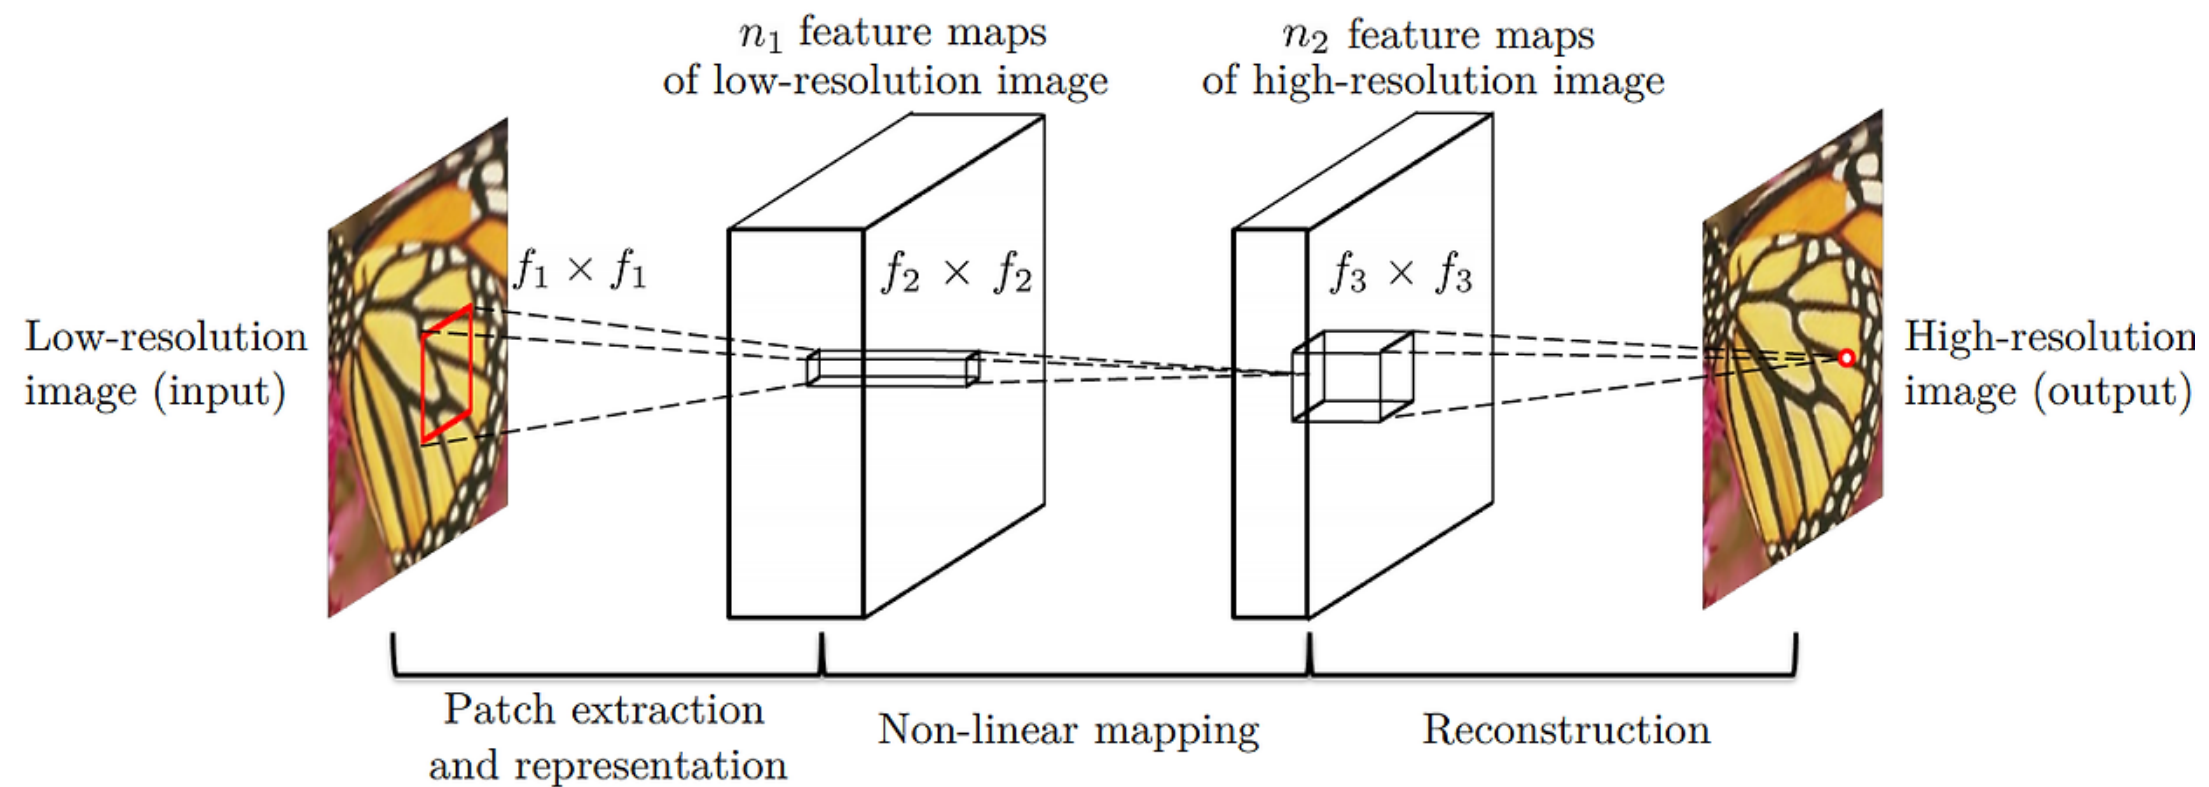 n₁ feature maps
of low-resolution image
n₂ feature maps
of high-resolution image
f₁ × f₁
f₂ × f₂
f₃ × f₃
Low-resolution
image (input)
High-resolution
image (output)
Patch extraction
and representation
Non-linear mapping
Reconstruction